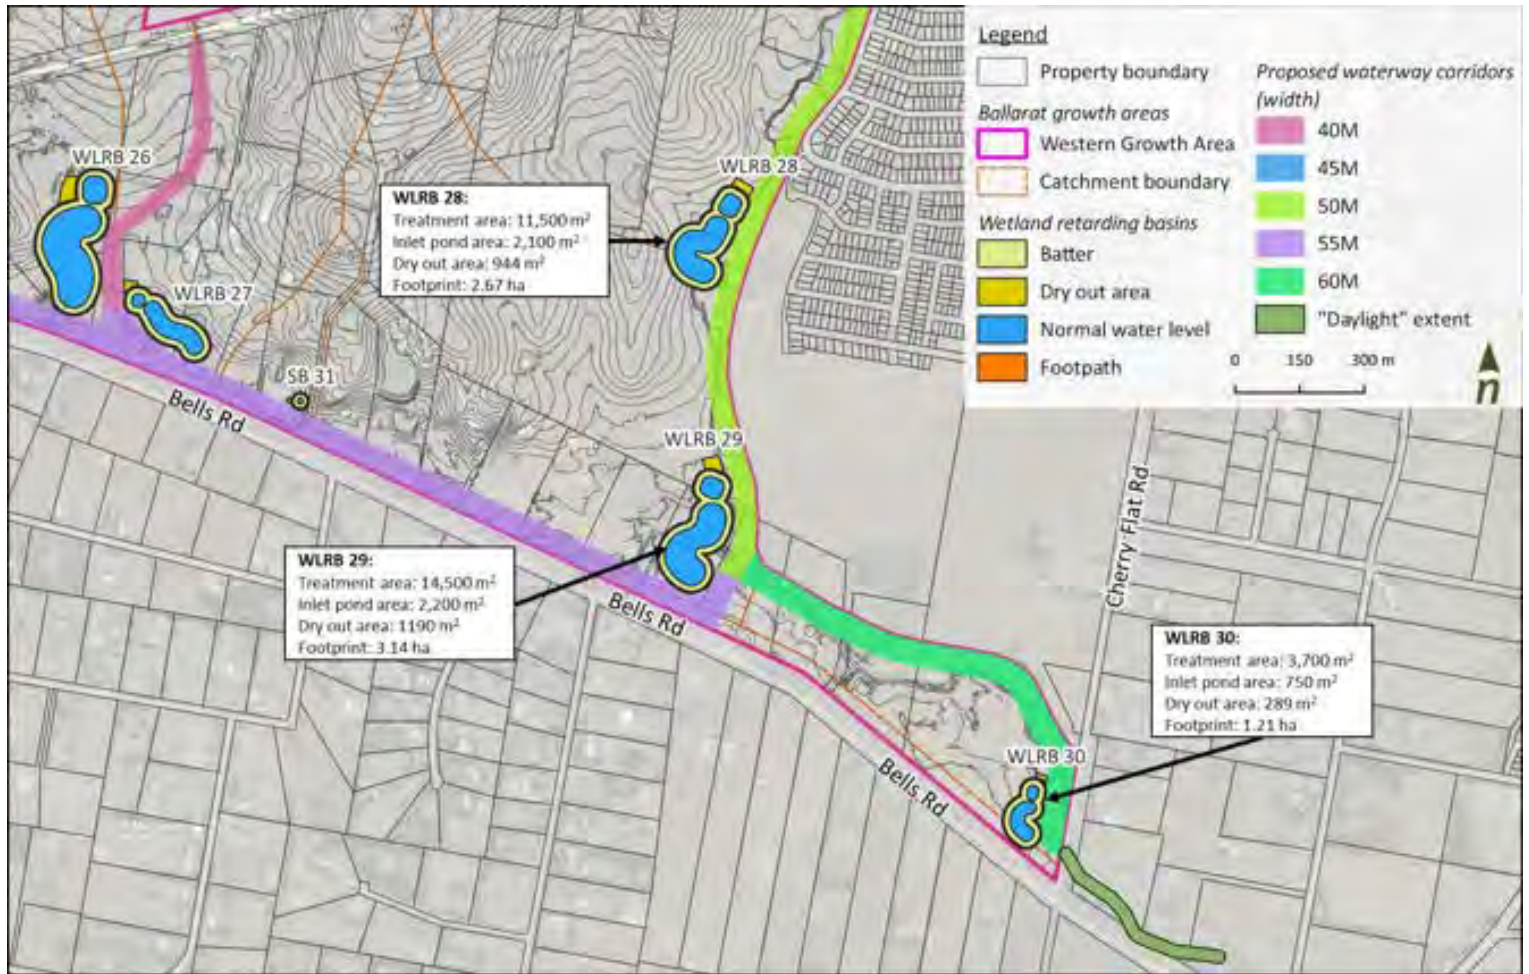 WLRB 26
WLRB 27
SB 31
Bells Rd
WLRB 28:
Treatment area: 11,500 m²
Inlet pond area: 2,100 m²
Dry out area: 944 m²
Footprint: 2.67 ha
WLRB 28
WLRB 29
WLRB 29:
Treatment area: 14,500 m²
Inlet pond area: 2,200 m²
Dry out area: 1190 m²
Footprint: 3.14 ha
Bells Rd
Cherry Flat Rd
WLRB 30:
Treatment area: 3,700 m²
Inlet pond area: 750 m²
Dry out area: 289 m²
Footprint: 1.21 ha
WLRB 30
Bells Rd
Legend
Property boundary
Ballarat growth areas
Western Growth Area
Catchment boundary
Wetland retarding basins
Batter
Dry out area
Normal water level
Footpath
Proposed waterway corridors
(width)
40M
45M
50M
55M
60M
"Daylight" extent
0 150 300 m
n